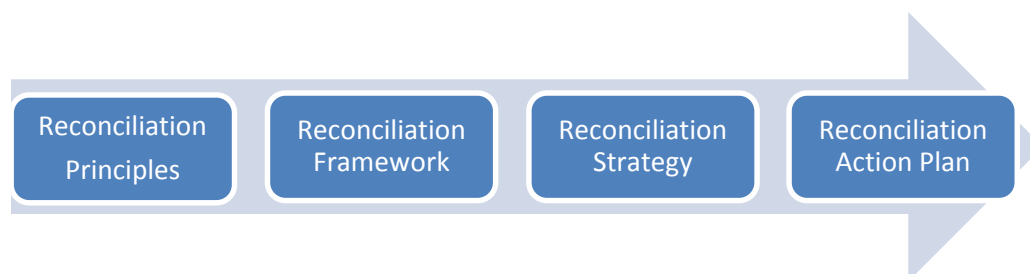 Reconciliation
Principles
Reconciliation
Framework
Reconciliation
Strategy
Reconciliation
Action Plan